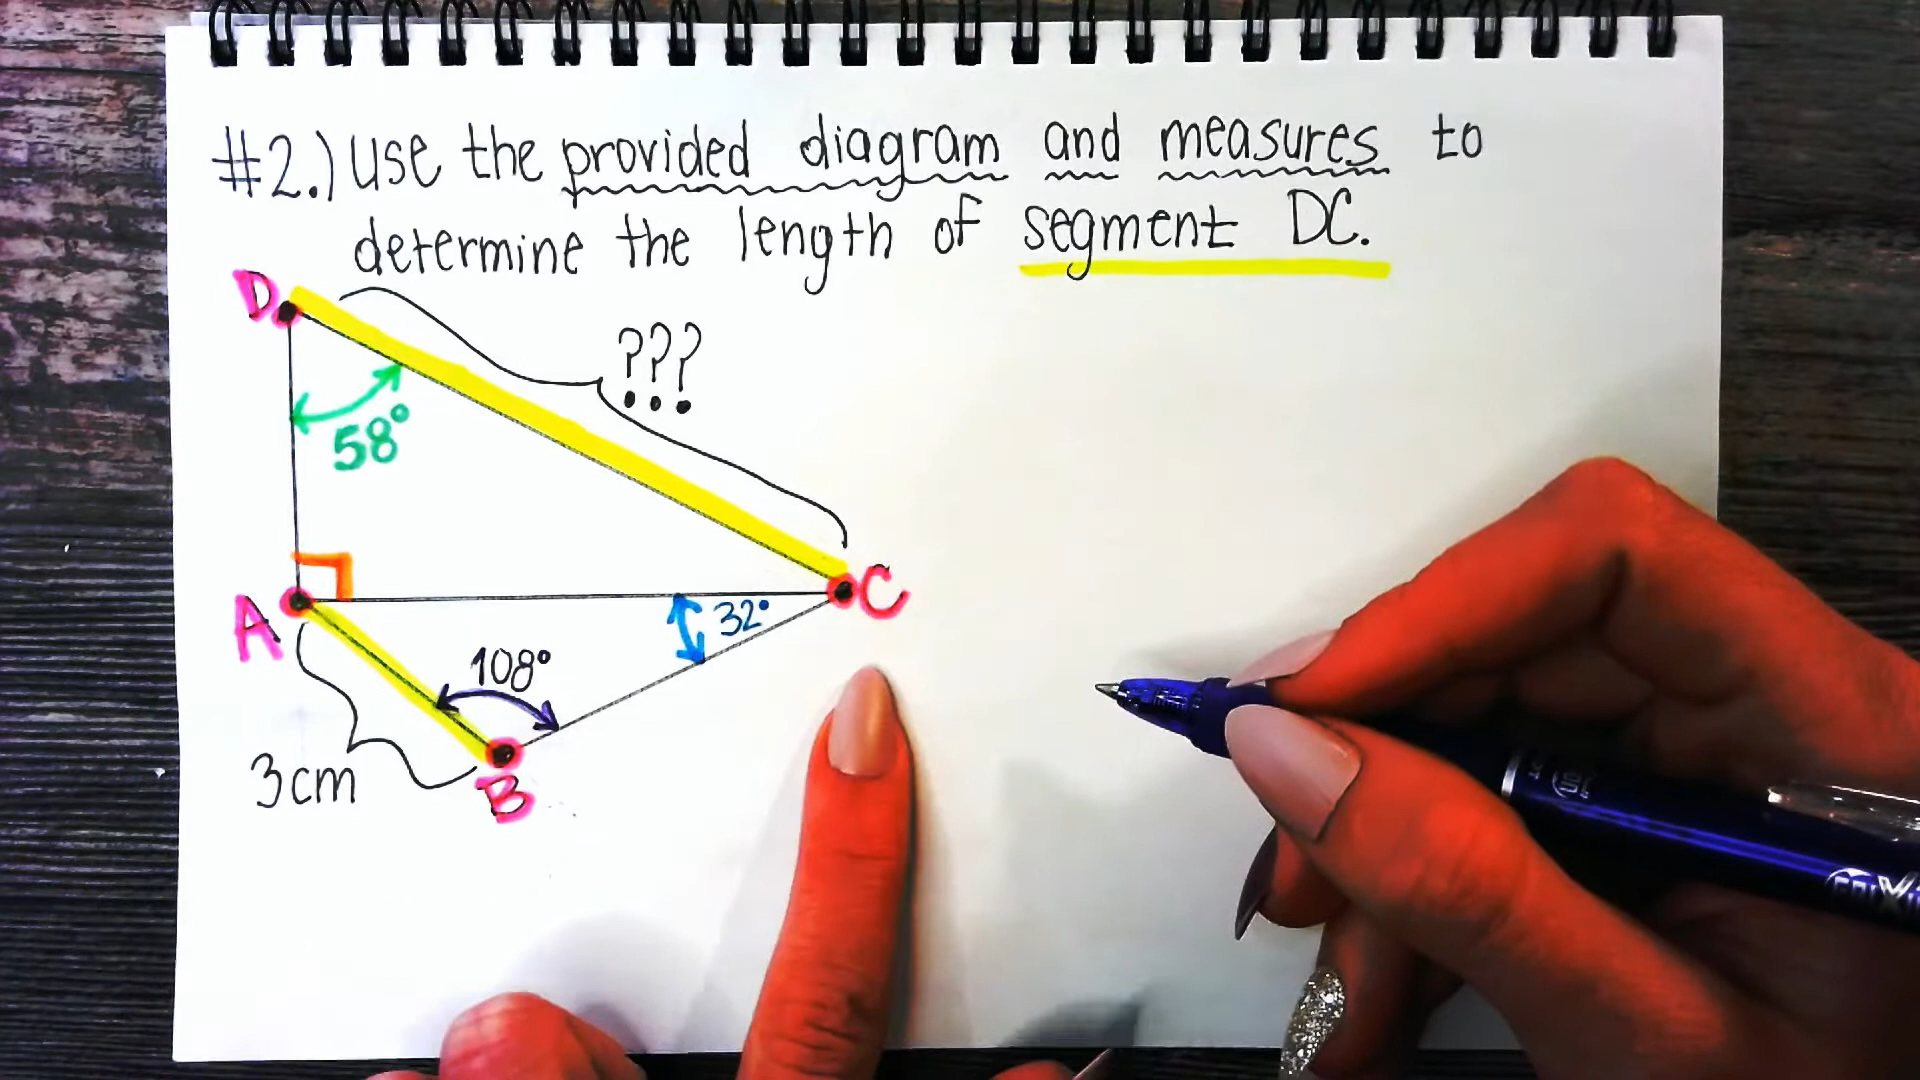 #2.) Use the provided diagram and measures to
determine the length of segment DC.
D
???
58°
A
C
32°
108°
3cm
B